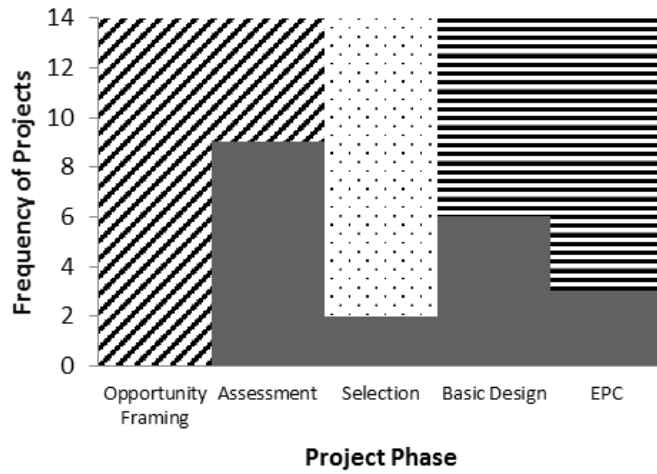 14
12
10
8
6
4
2
0
Frequency of Projects
Opportunity Framing
Assessment
Selection
Basic Design
EPC
Project Phase